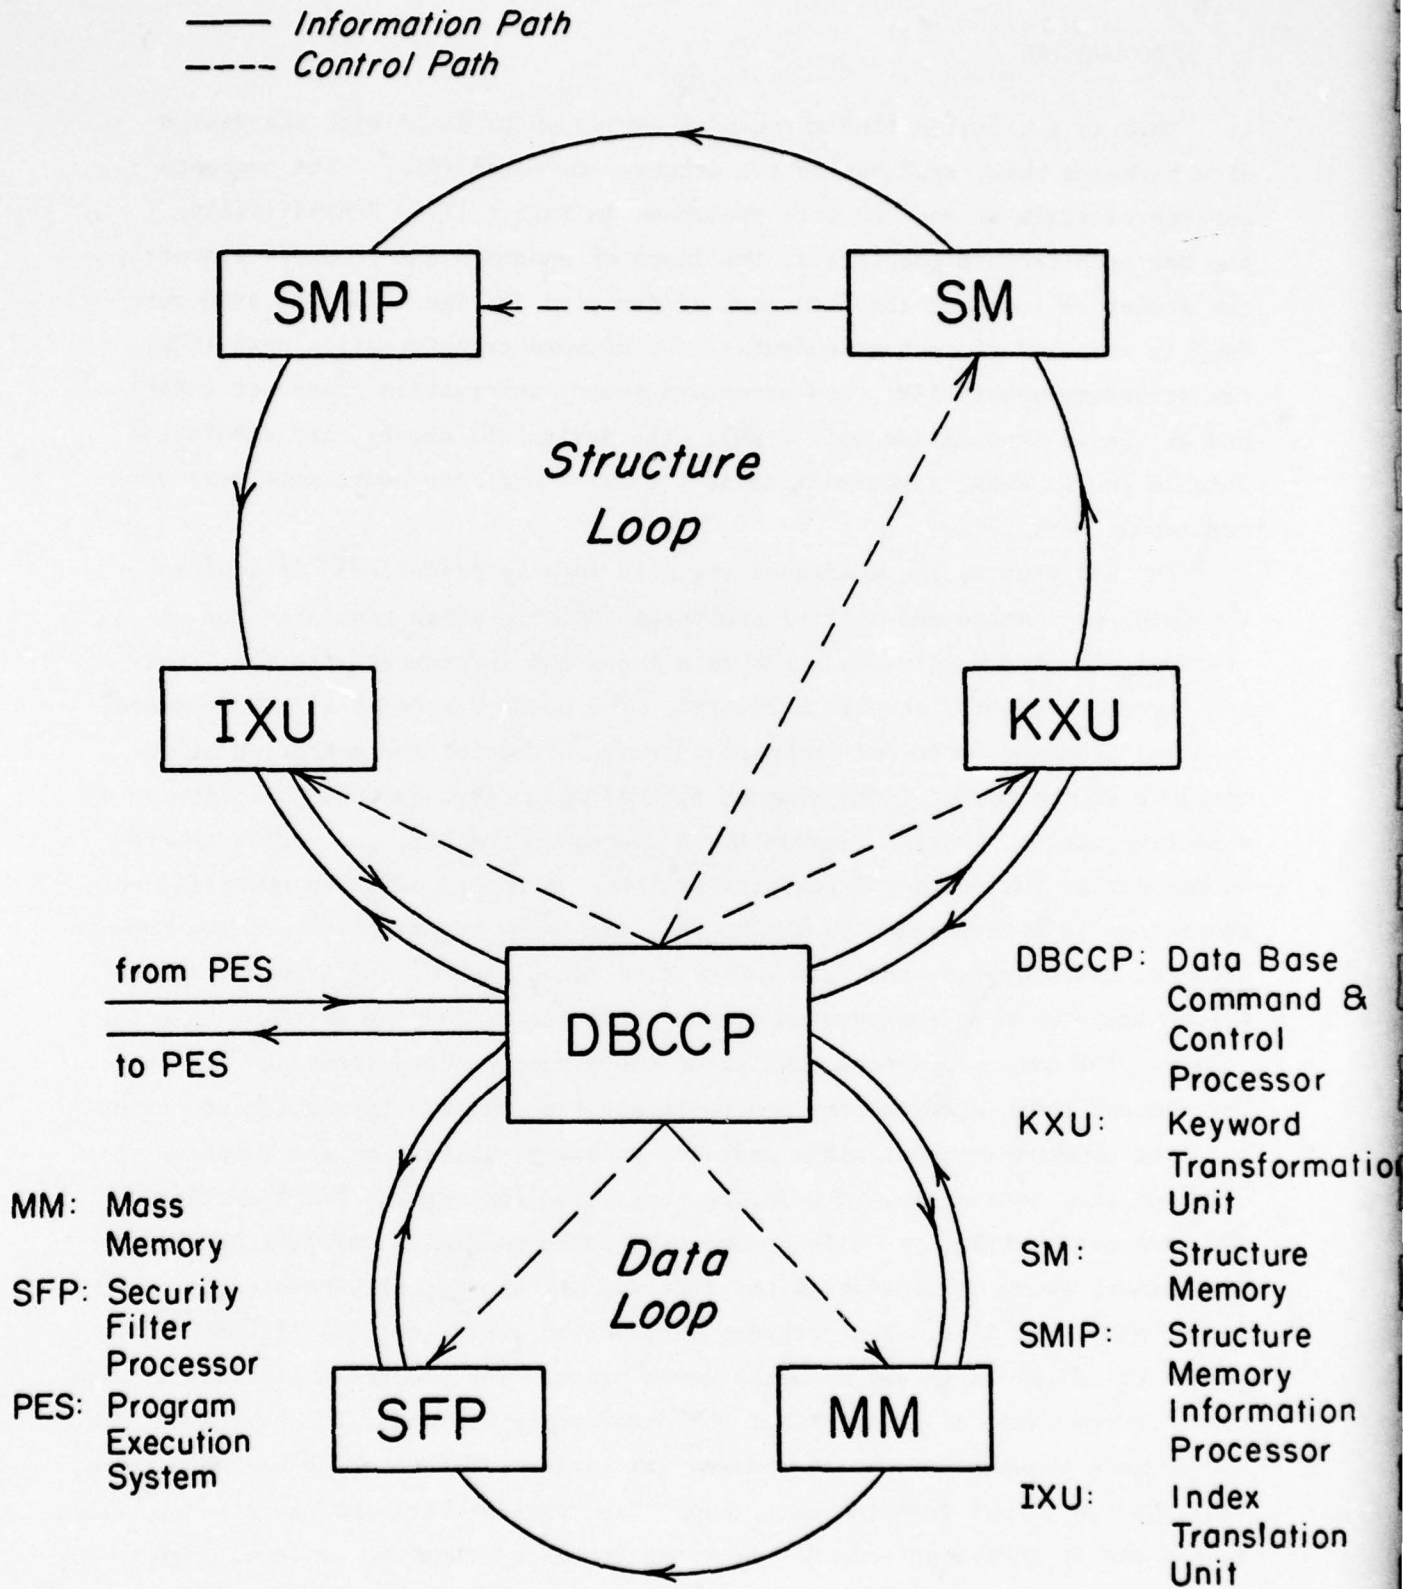 Information Path
Control Path
SMIP
SM
Structure
Loop
IXU
KXU
from PES
to PES
DBCCP
Data
Loop
SFP
MM
MM: Mass
Memory
SFP: Security
Filter
Processor
PES: Program
Execution
System
DBCCP: Data Base
Command &
Control
Processor
KXU: Keyword
Transformation
Unit
SM: Structure
Memory
SMIP: Structure
Memory
Information
Processor
IXU: Index
Translation
Unit